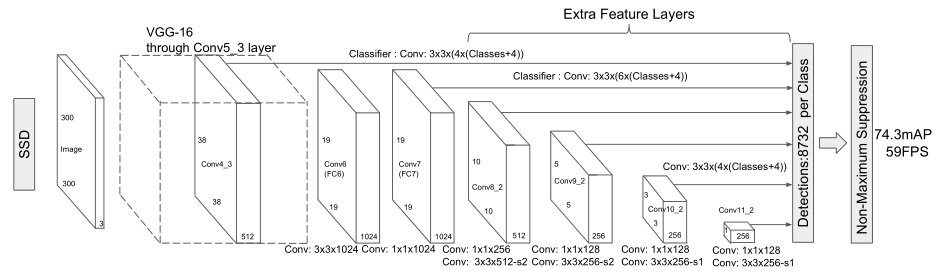 Extra Feature Layers
VGG-16
through Conv5_3 layer
Classifier : Conv: 3x3x(4x(Classes+4))
Classifier : Conv: 3x3x(6x(Classes+4))
SSD
300
Image
300
3
38
Conv4_3
38
512
19
Conv6
(FC6)
19
1024
19
Conv7
(FC7)
19
1024
10
Conv8_2
10
512
5
Conv9_2
5
256
Conv: 3x3x(4x(Classes+4))
3
Conv10_2
3
256
Conv11_2
1
256
Detections:8732 per Class
Non-Maximum Suppression
74.3mAP
59FPS
Conv: 3x3x1024
Conv: 1x1x1024
Conv: 1x1x256
Conv: 3x3x512-s2
Conv: 1x1x128
Conv: 3x3x256-s2
Conv: 1x1x128
Conv: 3x3x256-s1
Conv: 1x1x128
Conv: 3x3x256-s1